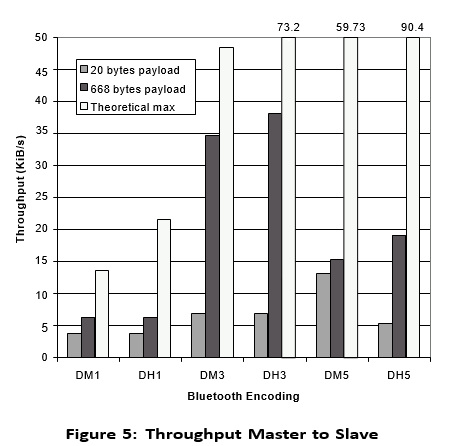 73.2 59.73 90.4
50
45
40
35
30
25
20
15
10
5
0
Throughput (KiB/s)
20 bytes payload
668 bytes payload
Theoretical max
DM1 DH1 DM3 DH3 DM5 DH5
Bluetooth Encoding
Figure 5: Throughput Master to Slave